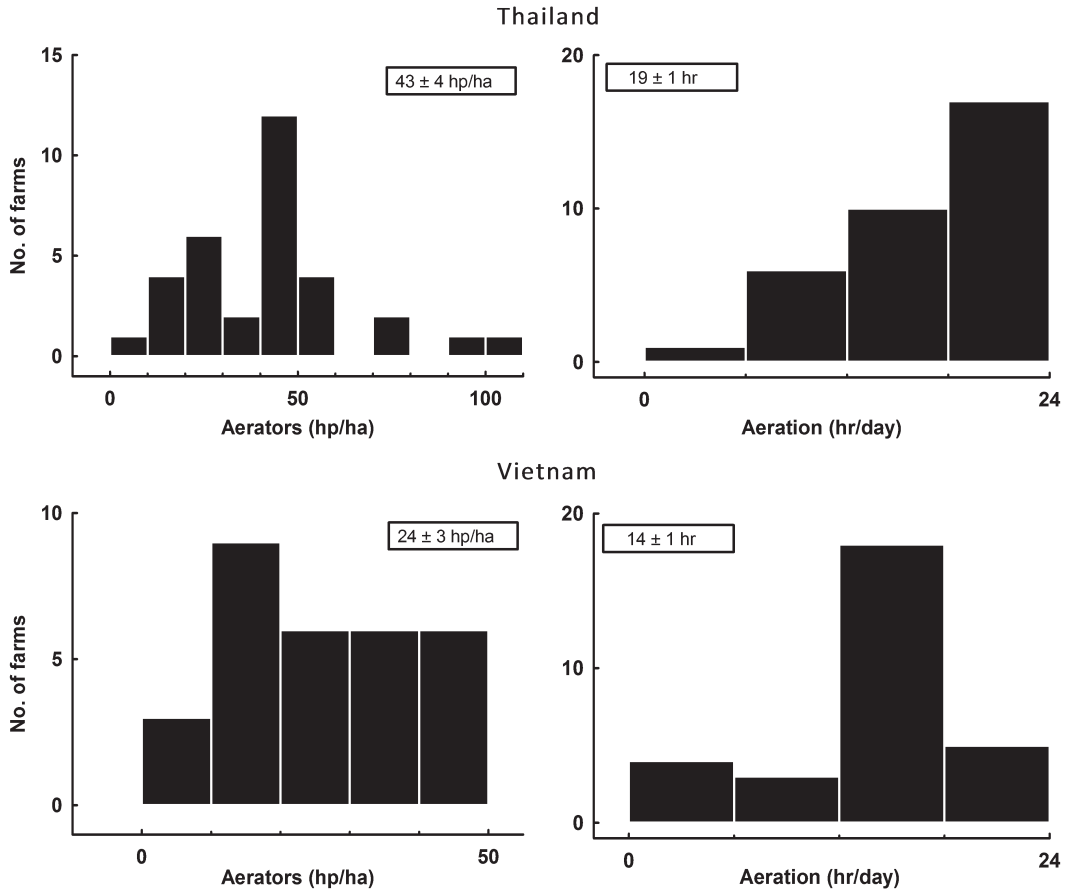 Thailand
15
10
5
0
No. of farms
43 ± 4 hp/ha
0 50 100
Aerators (hp/ha)
20
10
0
19 ± 1 hr
0 24
Aeration (hr/day)
Vietnam
10
5
0
No. of farms
24 ± 3 hp/ha
0 50
Aerators (hp/ha)
20
10
0
14 ± 1 hr
0 24
Aeration (hr/day)